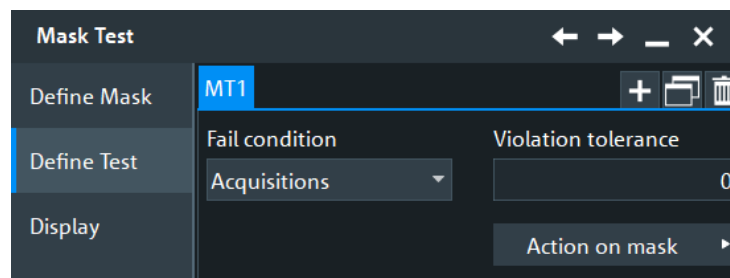 Mask Test
Define Mask
MT1
Define Test
Fail condition
Violation tolerance
Acquisitions
0
Display
Action on mask